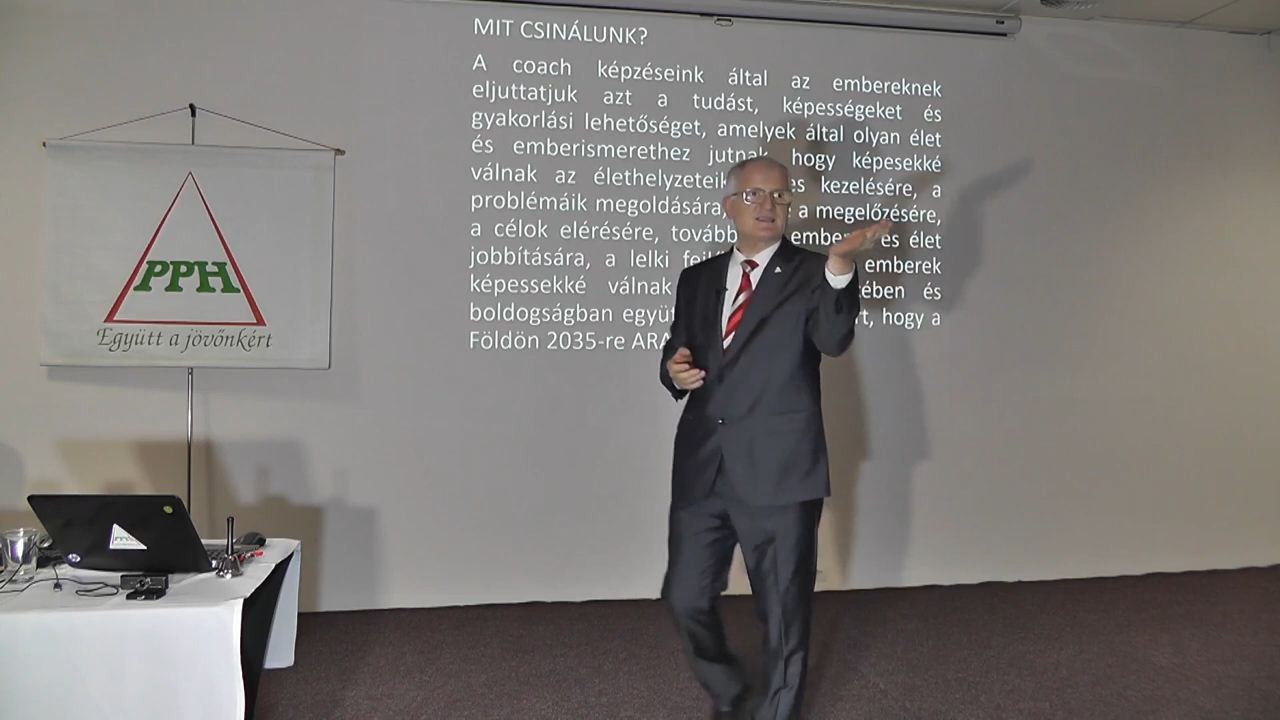 MIT CSINÁLUNK?
A coach képzéseink által az embereknek
eljuttatjuk azt a tudást, képességeket és
gyakorlási lehetőséget, amelyek által olyan élet
és emberismerethez jutnak, hogy képesekké
válnak az élethelyzeteik es kezelésére, a
problémáik megoldására, a megelőzésére,
a célok elérésére, tovább és élet
jobbítására, a lelki emberek
képessekké válnak és
boldogságban hogy a
Földön 2035-re
PPH
Együtt a jövőnkért